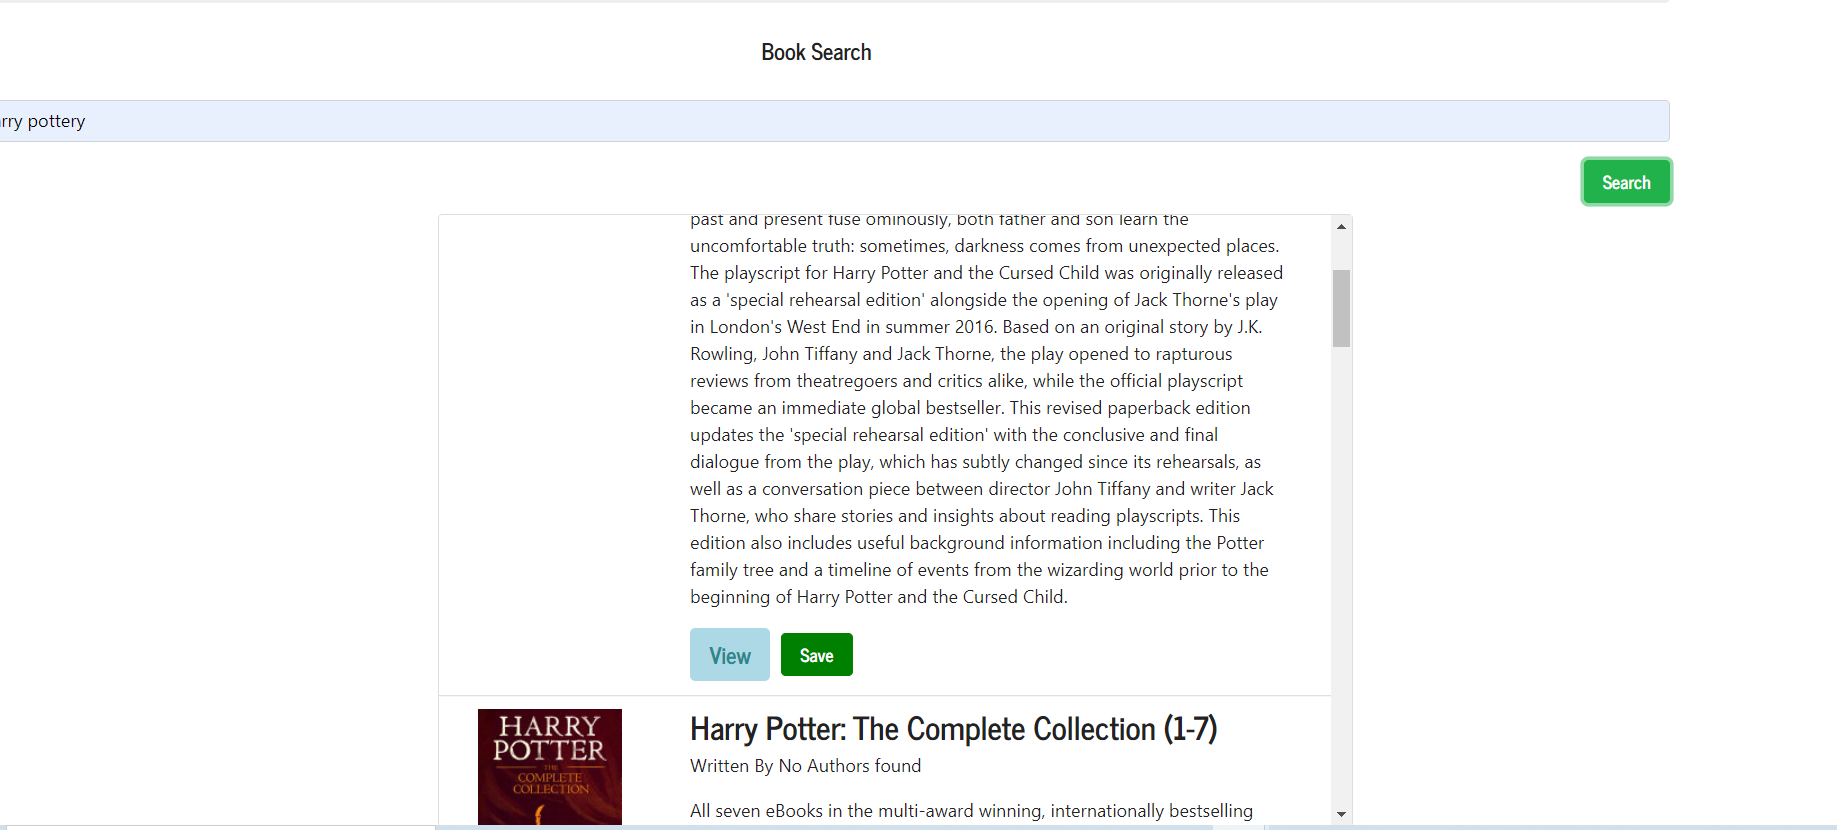 Book Search
rry pottery
Search
past and present fuse ominously, both father and son learn the
uncomfortable truth: sometimes, darkness comes from unexpected places.
The playscript for Harry Potter and the Cursed Child was originally released
as a 'special rehearsal edition' alongside the opening of Jack Thorne's play
in London's West End in summer 2016. Based on an original story by J.K.
Rowling, John Tiffany and Jack Thorne, the play opened to rapturous
reviews from theatregoers and critics alike, while the official playscript
became an immediate global bestseller. This revised paperback edition
updates the 'special rehearsal edition' with the conclusive and final
dialogue from the play, which has subtly changed since its rehearsals, as
well as a conversation piece between director John Tiffany and writer Jack
Thorne, who share stories and insights about reading playscripts. This
edition also includes useful background information including the Potter
family tree and a timeline of events from the wizarding world prior to the
beginning of Harry Potter and the Cursed Child.
View Save
HARRY
POTTER
THE
COMPLETE
COLLECTION
Harry Potter: The Complete Collection (1-7)
Written By No Authors found
All seven eBooks in the multi-award winning, internationally bestselling